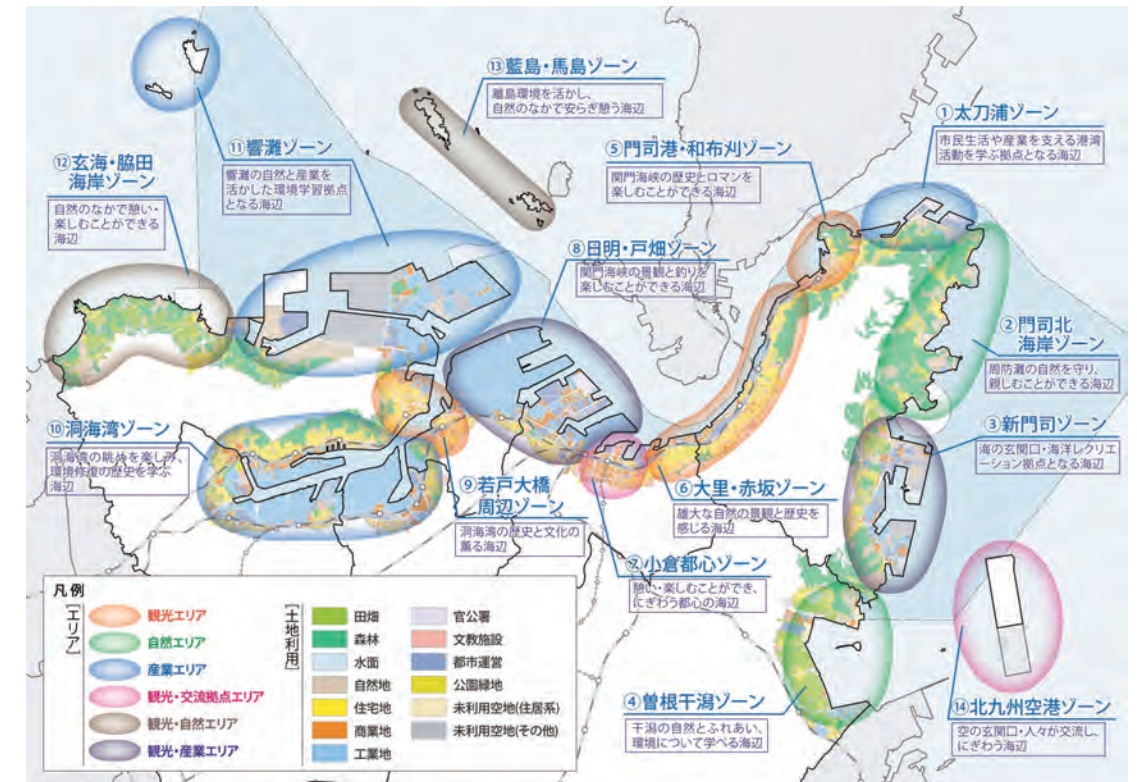 ⑬藍島・馬島ゾーン
離島環境を活かし、
自然のなかで安らぎ憩う海辺
①太刀浦ゾーン
市民生活や産業を支える港湾
活動を学ぶ拠点となる海辺
⑤門司港・和布刈ゾーン
関門海峡の歴史とロマンを
楽しむことができる海辺
⑪響灘ゾーン
響灘の自然と産業を
活かした環境学習拠点
となる海辺
⑫玄海・脇田
海岸ゾーン
自然のなかで憩い・
楽しむことができる
海辺
⑧日明・戸畑ゾーン
関門海峡の景観と釣りを
楽しむことができる海辺
②門司北
海岸ゾーン
周防灘の自然を守り、
親しむことができる海辺
③新門司ゾーン
海の玄関口・海洋レクリエ
ーション拠点となる海辺
⑩洞海湾ゾーン
洞海湾の眺めを楽しみ、
環境修復の歴史を学ぶ
海辺
⑨若戸大橋
周辺ゾーン
洞海湾の歴史と文化の
薫る海辺
⑥大里・赤坂ゾーン
雄大な自然の景観と歴史を
感じる海辺
⑦小倉都心ゾーン
憩い・楽しむことができ、
にぎわう都心の海辺
④曽根干潟ゾーン
干潟の自然とふれあい、
環境について学べる海辺
⑭北九州空港ゾーン
空の玄関口・人々が交流し、
にぎわう海辺
凡例
[エリア]
観光エリア
自然エリア
産業エリア
観光・交流拠点エリア
観光・自然エリア
観光・産業エリア
[土地利用]
田畑
森林
水面
自然地
住宅地
商業地
工業地
官公署
文教施設
都市運営
公園緑地
未利用空地(住居系)
未利用空地(その他)